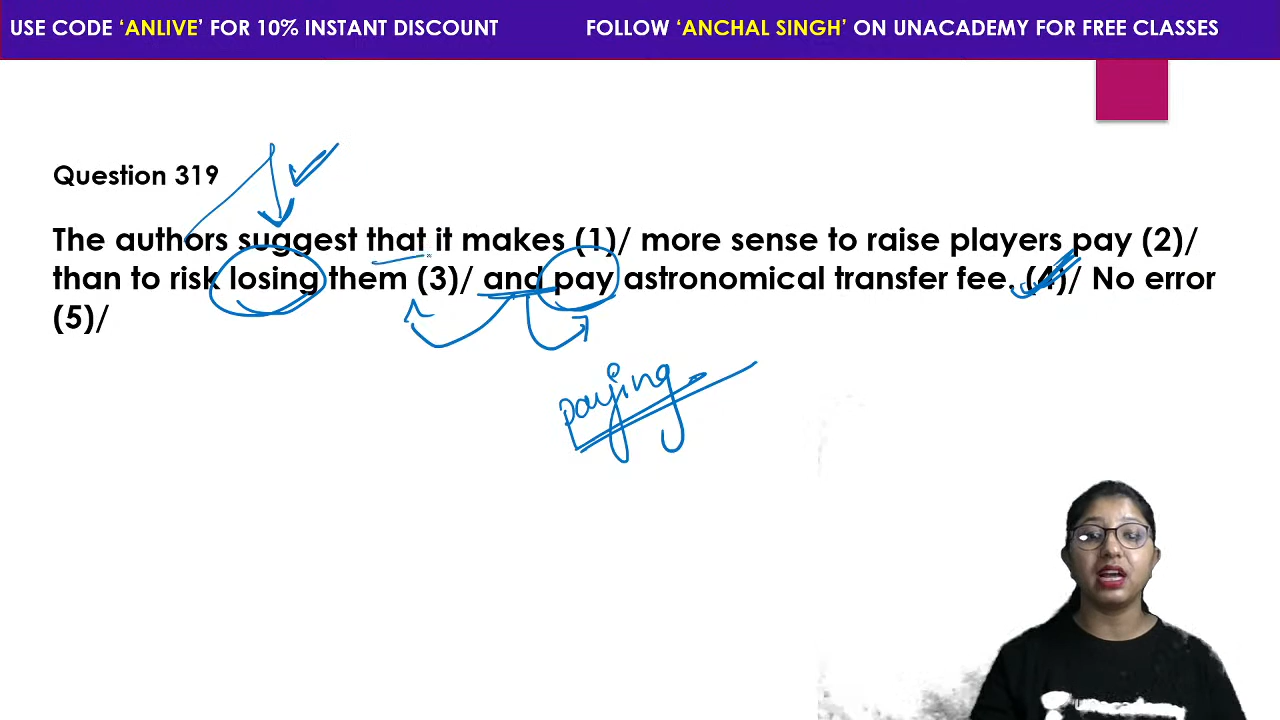 USE CODE ‘ANLIVE’ FOR 10% INSTANT DISCOUNT FOLLOW ‘ANCHAL SINGH’ ON UNACADEMY FOR FREE CLASSES
Question 319
The authors suggest that it makes (1)/ more sense to raise players pay (2)/
than to risk losing them (3)/ and pay astronomical transfer fee. (4)/ No error
(5)/
paying